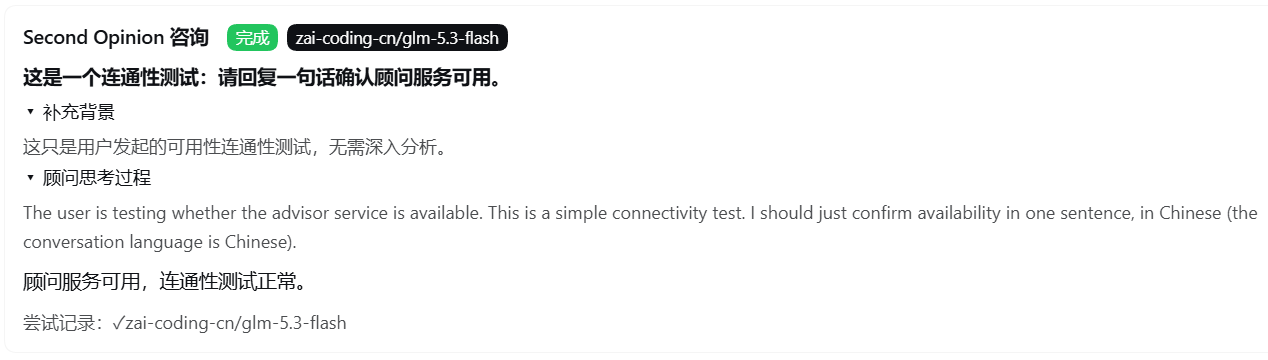 Second Opinion 咨询 完成 zai-coding-cn/glm-5.3-flash
这是一个连通性测试：请回复一句话确认顾问服务可用。
▼ 补充背景
这只是用户发起的可用性连通性测试，无需深入分析。
▼ 顾问思考过程
The user is testing whether the advisor service is available. This is a simple connectivity test. I should just confirm availability in one sentence, in Chinese (the
conversation language is Chinese).
顾问服务可用，连通性测试正常。
尝试记录：✓zai-coding-cn/glm-5.3-flash